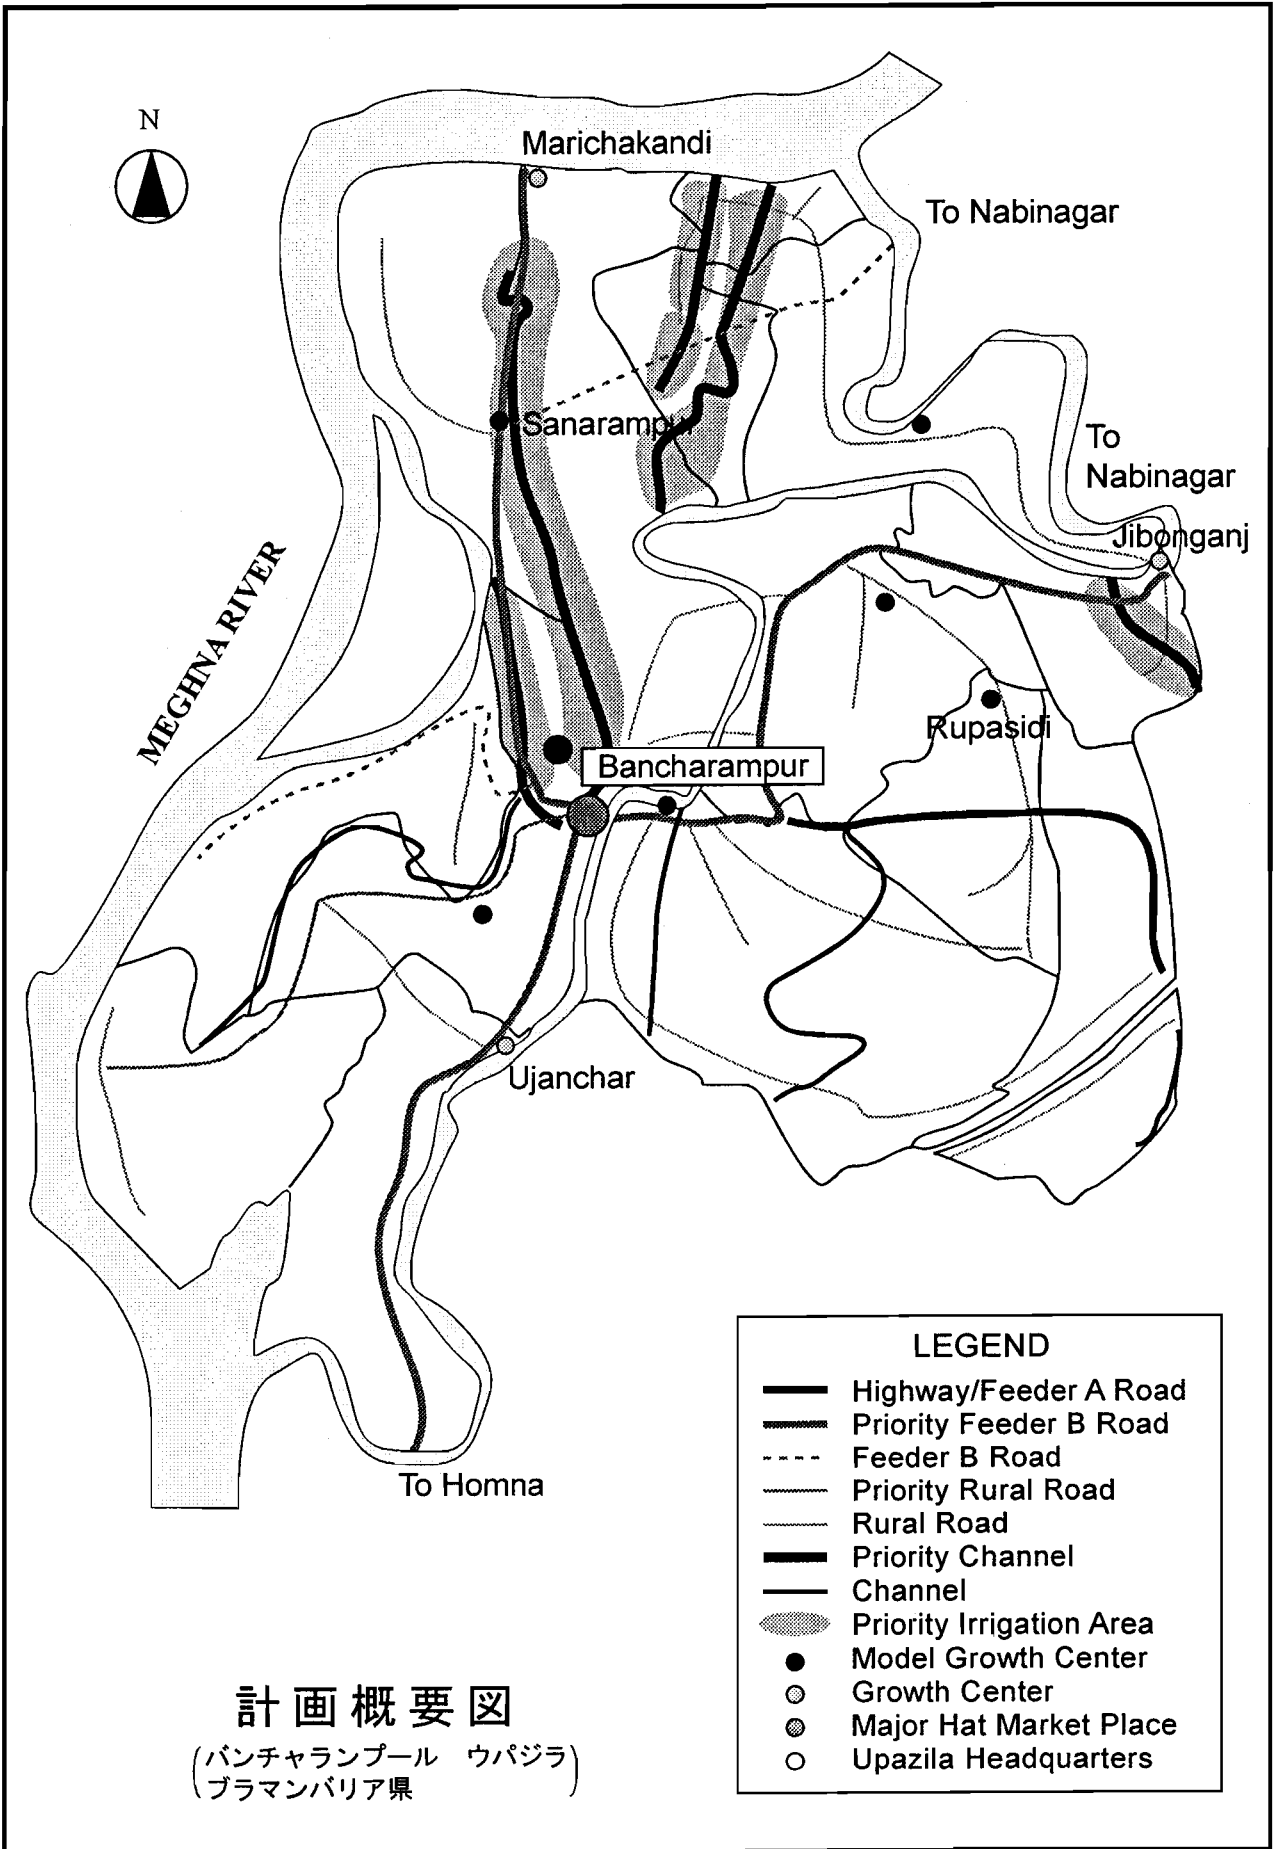 N
Marichakandi
To Nabinagar
Sanarampur
To
Nabinagar
Jibonganj
MEGHNA RIVER
Rupasidi
Bancharampur
Ujanchar
To Homna
LEGEND
Highway/Feeder A Road
Priority Feeder B Road
Feeder B Road
Priority Rural Road
Rural Road
Priority Channel
Channel
Priority Irrigation Area
Model Growth Center
Growth Center
Major Hat Market Place
Upazila Headquarters
計画概要図
(バンチャランプール ウパジラ
ブラマンバリア県)